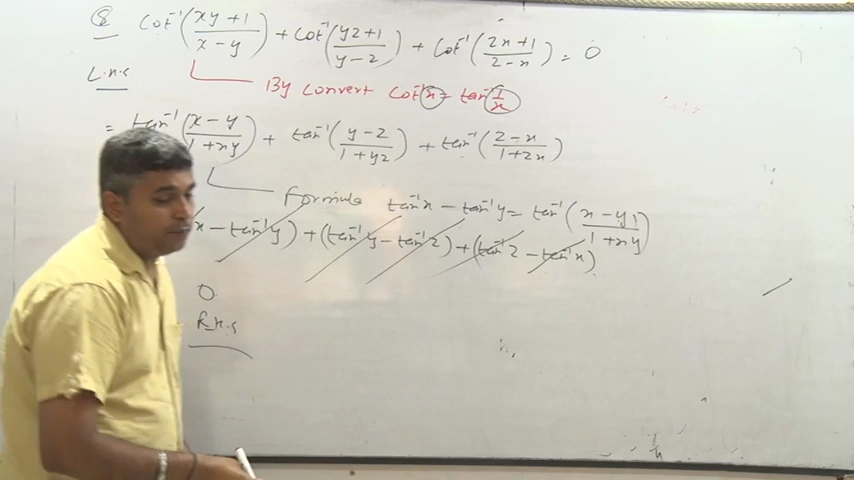 Q cot⁻¹(xy+1/x-y) + cot⁻¹(yz+1/y-z) + cot⁻¹(zx+1/z-x) = 0
L.H.S
By convert cot⁻¹x = tan⁻¹ 1/x
= tan⁻¹(x-y/1+xy) + tan⁻¹(y-z/1+yz) + tan⁻¹(z-x/1+zx)
Formula tan⁻¹x - tan⁻¹y = tan⁻¹(x-y/1+xy)
x - tan⁻¹y) + (tan⁻¹y - tan⁻¹z) + (tan⁻¹z - tan⁻¹x)
0
R.H.S